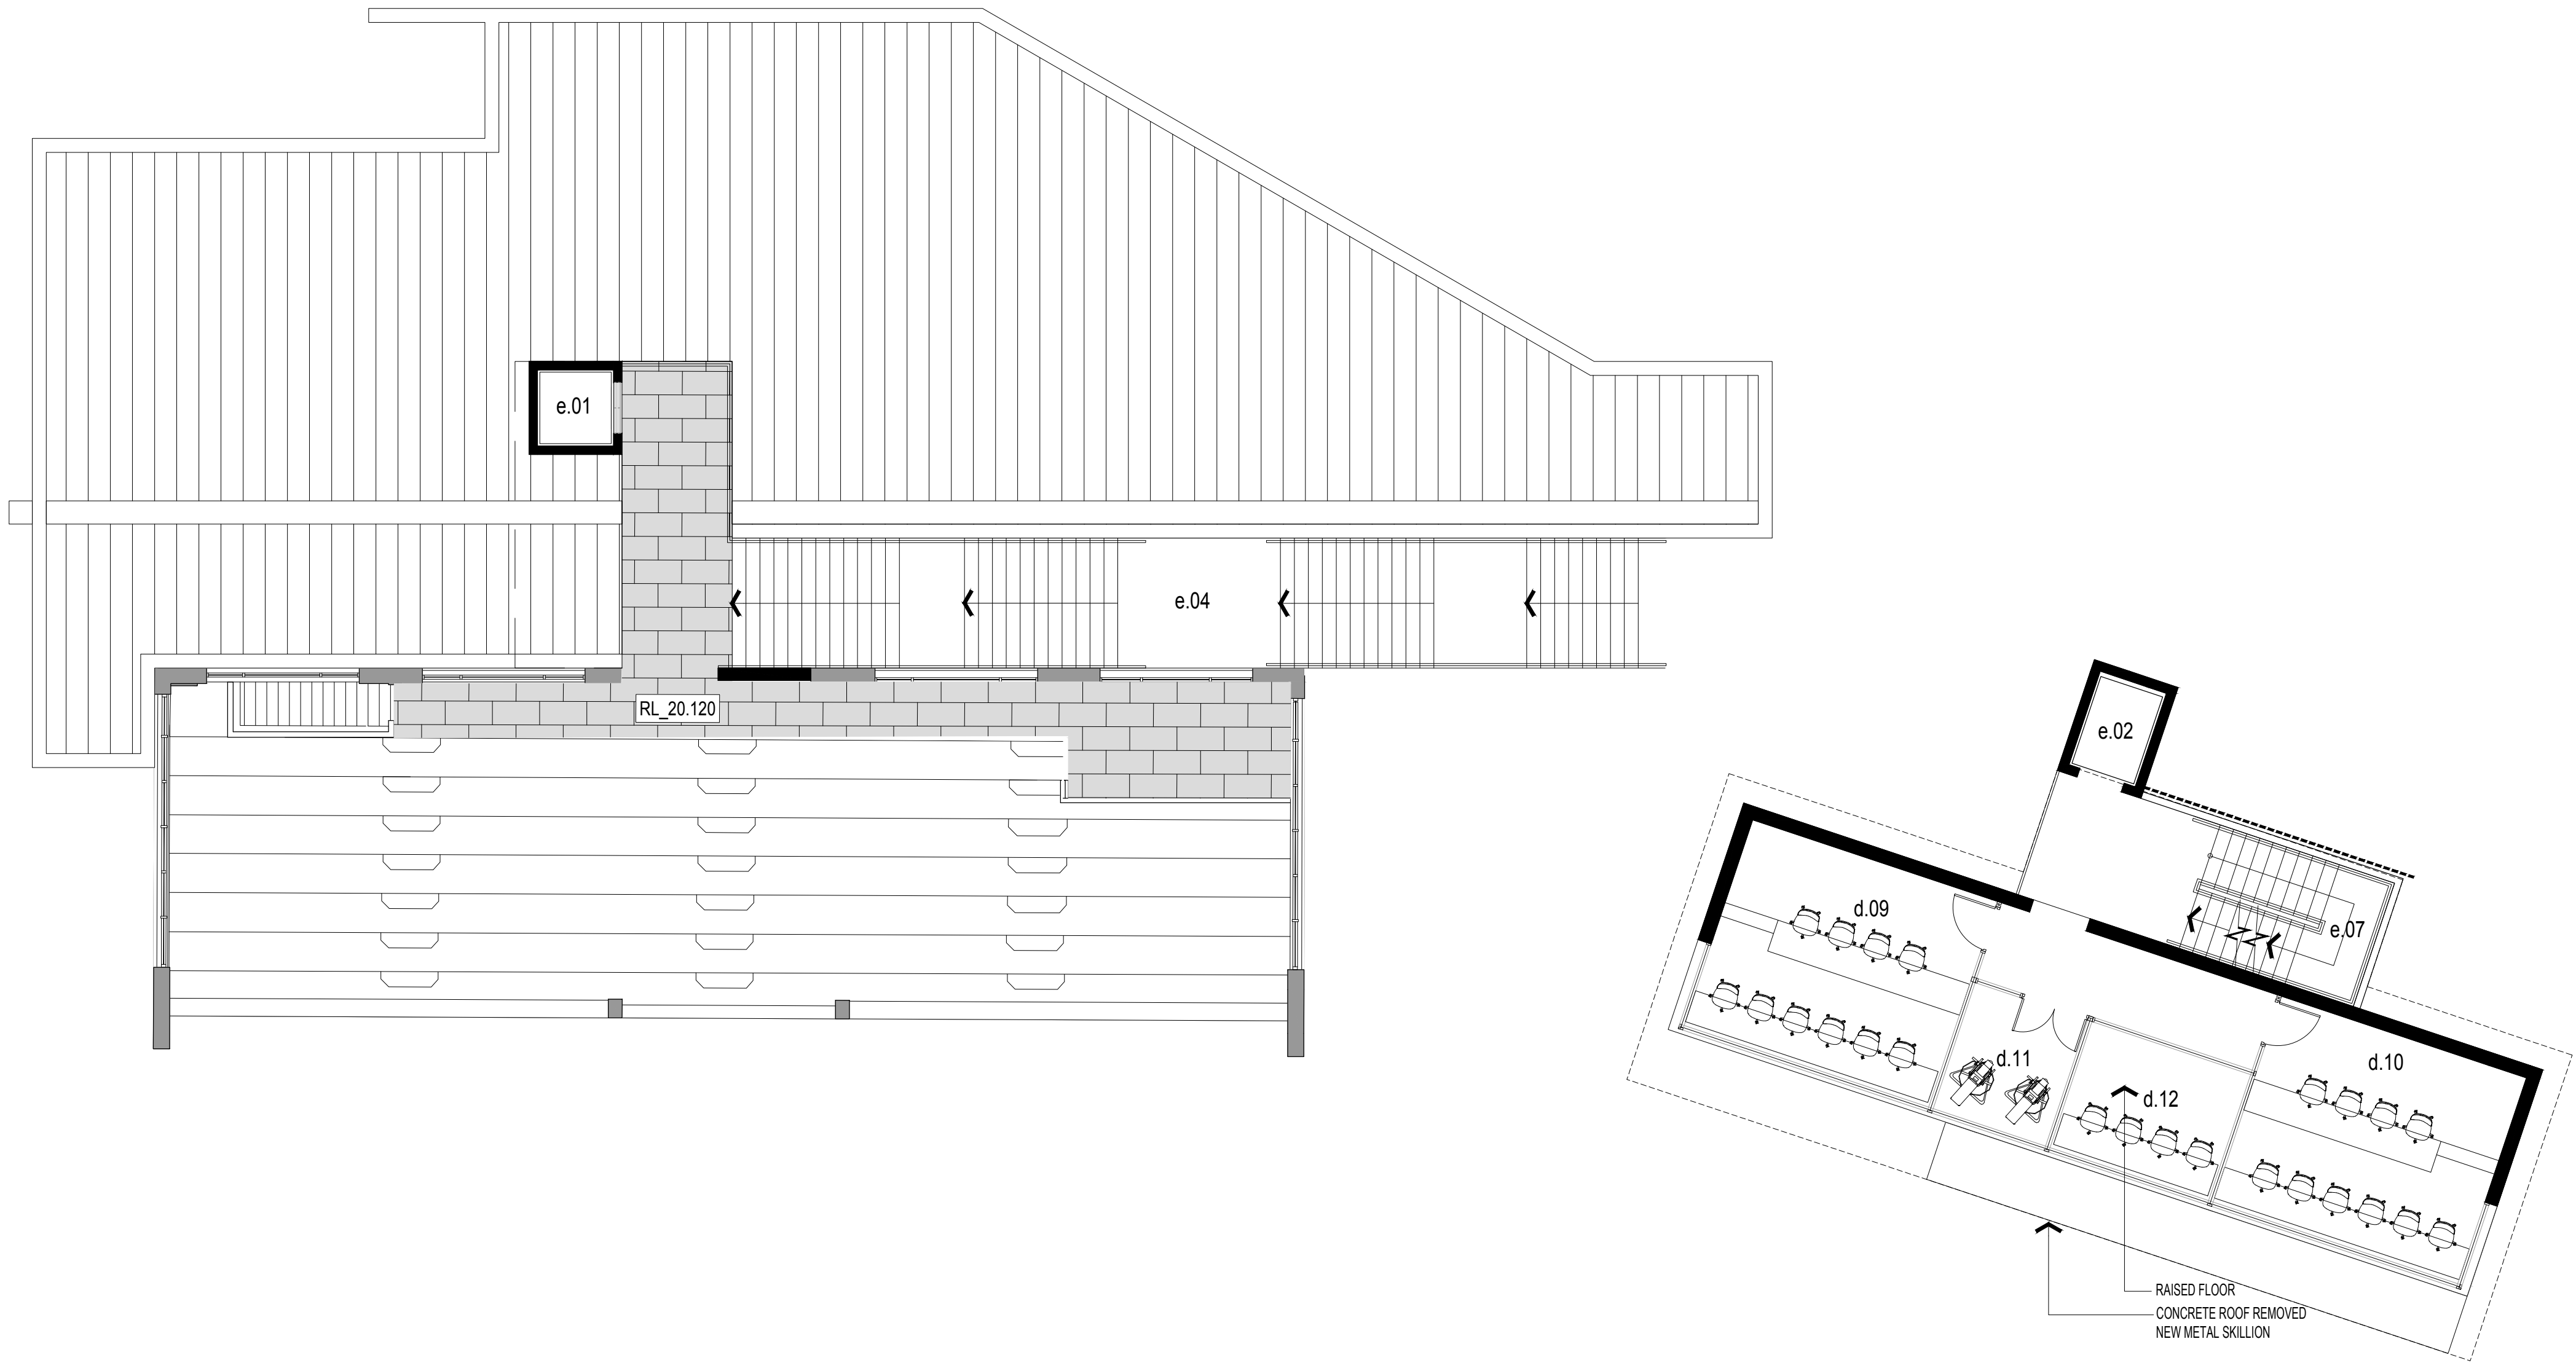 e.01
e.04
RL_20.120
e.02
d.09
e.07
d.11
d.10
d.12
RAISED FLOOR
CONCRETE ROOF REMOVED
NEW METAL SKILLION